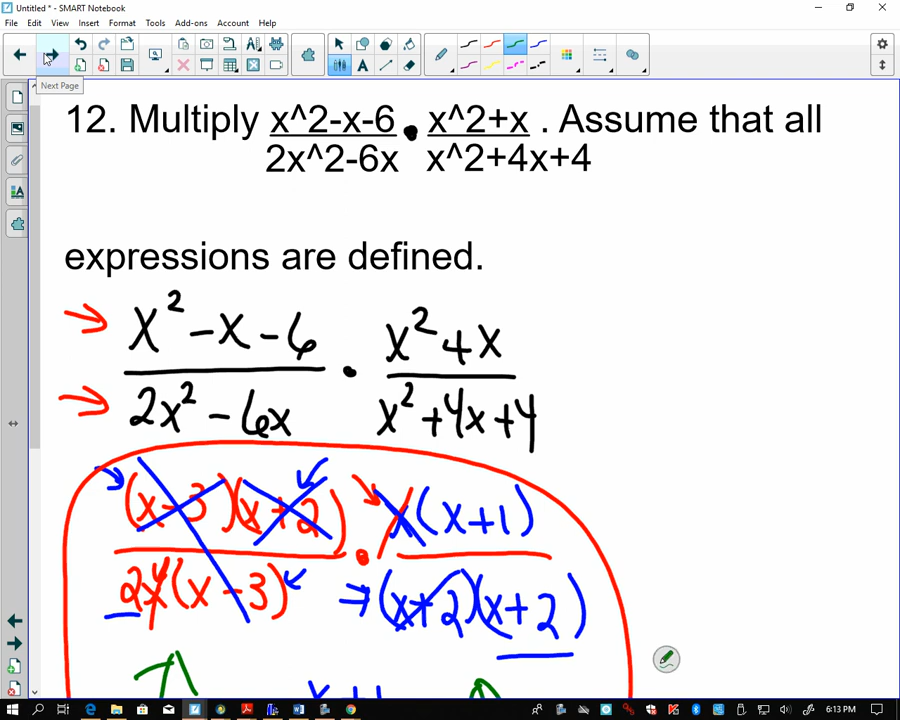 Untitled * - SMART Notebook
File Edit View Insert Format Tools Add-ons Account Help
Next Page
12. Multiply x^2-x-6 . x^2+x . Assume that all
2x^2-6x x^2+4x+4
expressions are defined.
→ x² - x - 6 . x² + x
→ 2x² - 6x x² + 4x + 4
(x-3)(x+2) . x(x+1)
2x(x-3) (x+2)(x+2)
x+1
6:13 PM